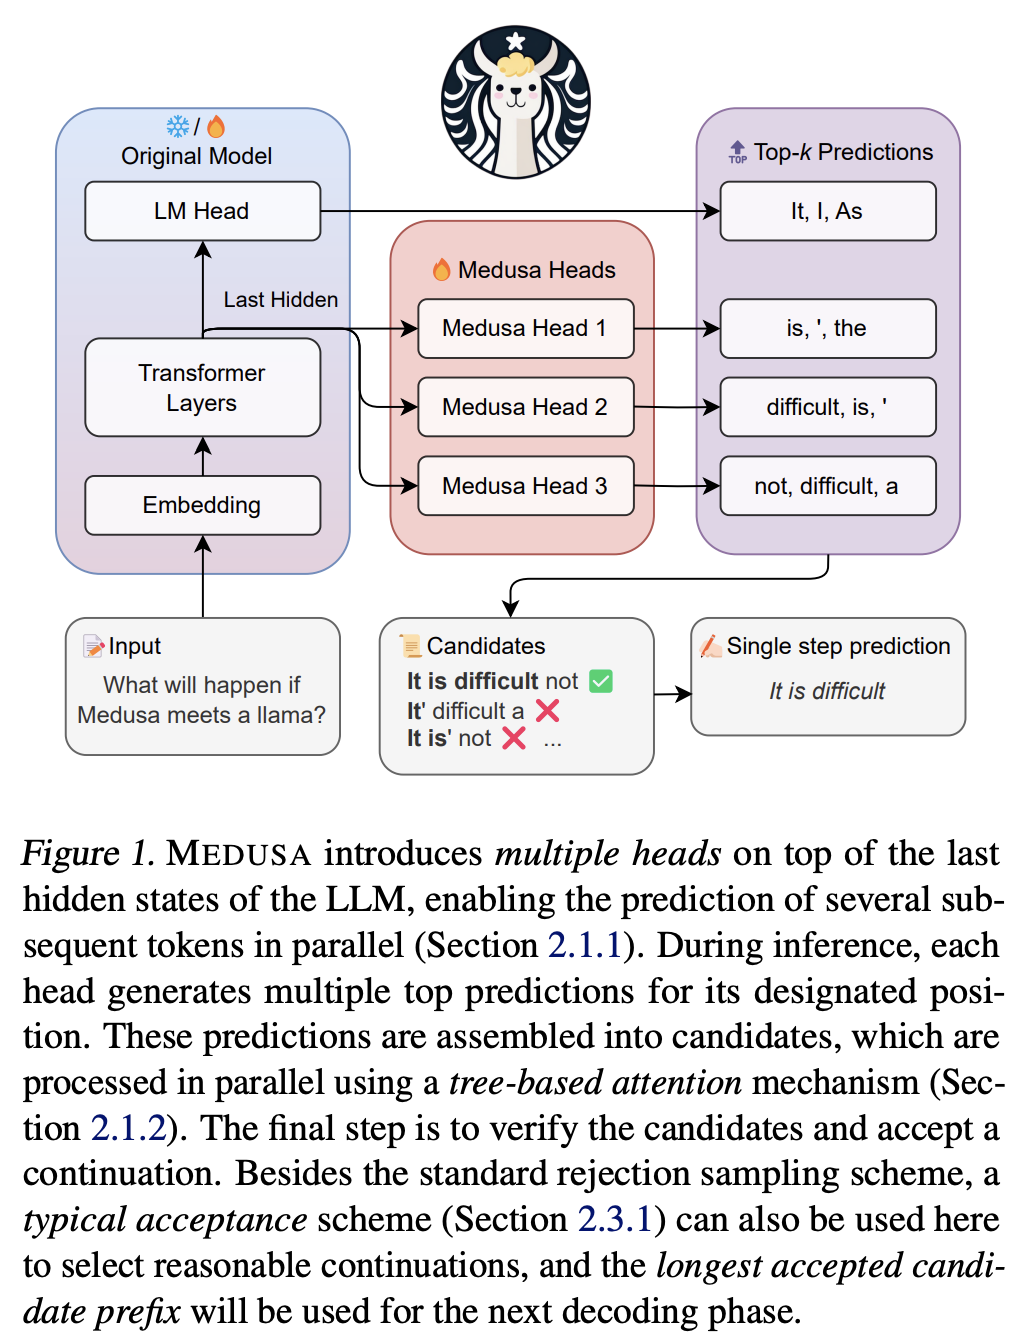 /
Original Model
LM Head
Last Hidden
Transformer
Layers
Embedding
Medusa Heads
Medusa Head 1
Medusa Head 2
Medusa Head 3
TOP
Top-k Predictions
It, I, As
is, ', the
difficult, is, '
not, difficult, a
Input
What will happen if
Medusa meets a llama?
Candidates
It is difficult not
It' difficult a
It is' not ...
Single step prediction
It is difficult
Figure 1. MEDUSA introduces multiple heads on top of the last
hidden states of the LLM, enabling the prediction of several sub-
sequent tokens in parallel (Section 2.1.1). During inference, each
head generates multiple top predictions for its designated posi-
tion. These predictions are assembled into candidates, which are
processed in parallel using a tree-based attention mechanism (Sec-
tion 2.1.2). The final step is to verify the candidates and accept a
continuation. Besides the standard rejection sampling scheme, a
typical acceptance scheme (Section 2.3.1) can also be used here
to select reasonable continuations, and the longest accepted candi-
date prefix will be used for the next decoding phase.